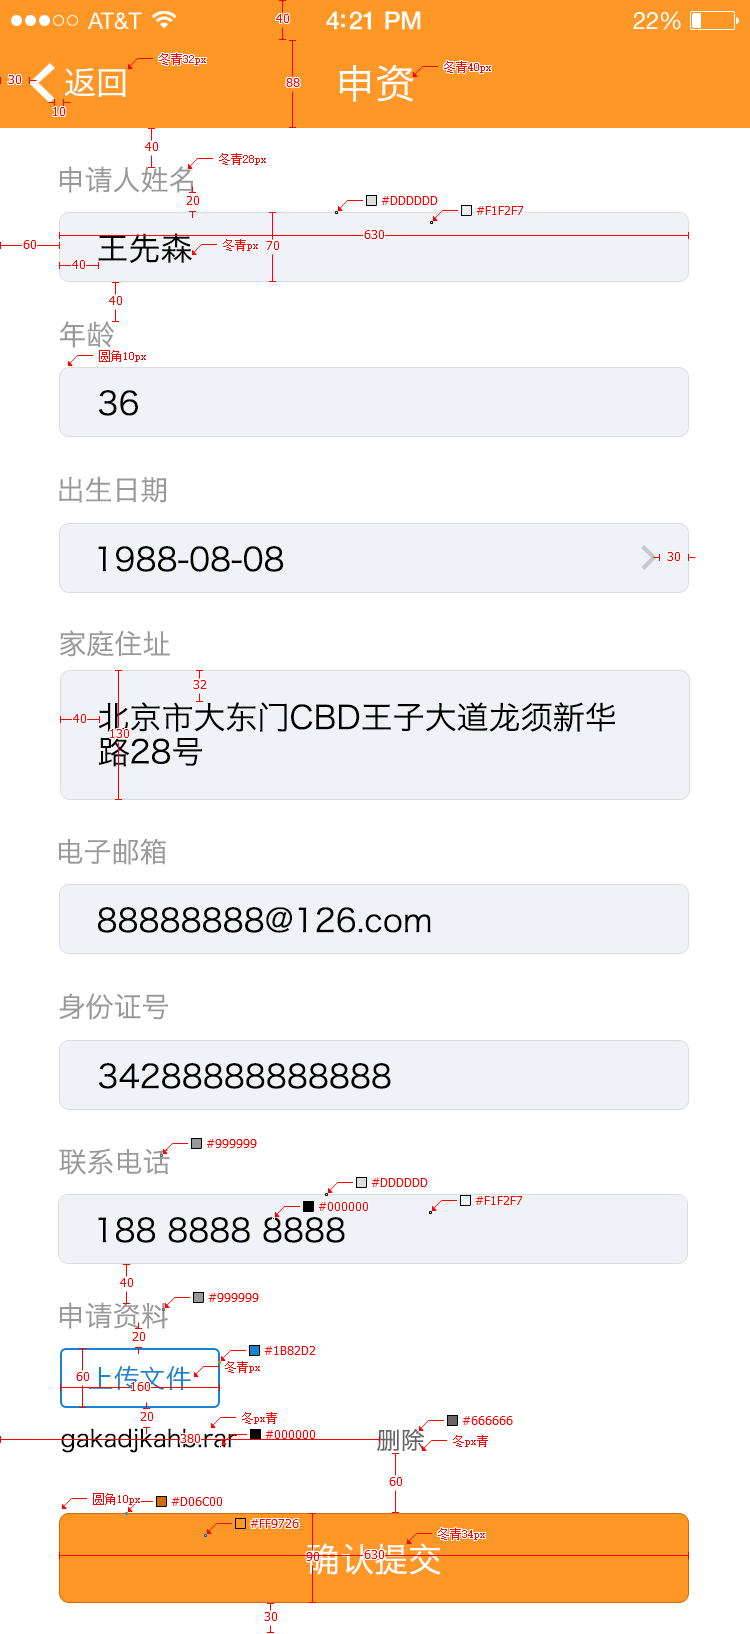 AT&T 4:21 PM 22%
40
返回 申资
冬青32px
冬青40px
30
88
10
40
冬青28px
申请人姓名
20
#DDDDDD
#F1F2F7
630
60
王先森
冬青px
70
40
40
年龄
圆角10px
36
出生日期
1988-08-08
30
家庭住址
32
40
北京市大东门CBD王子大道龙须新华
130
路28号
电子邮箱
88888888@126.com
身份证号
34288888888888
#999999
联系电话
#DDDDDD
#000000
#F1F2F7
188 8888 8888
40
#999999
申请资料
20
#1B82D2
60
上传文件
冬青px
160
20
冬px青
#666666
gakadjkahb.rar
380
#000000
删除
冬px青
60
圆角10px
#D06C00
#FF9726
冬青34px
确认提交
90
630
30